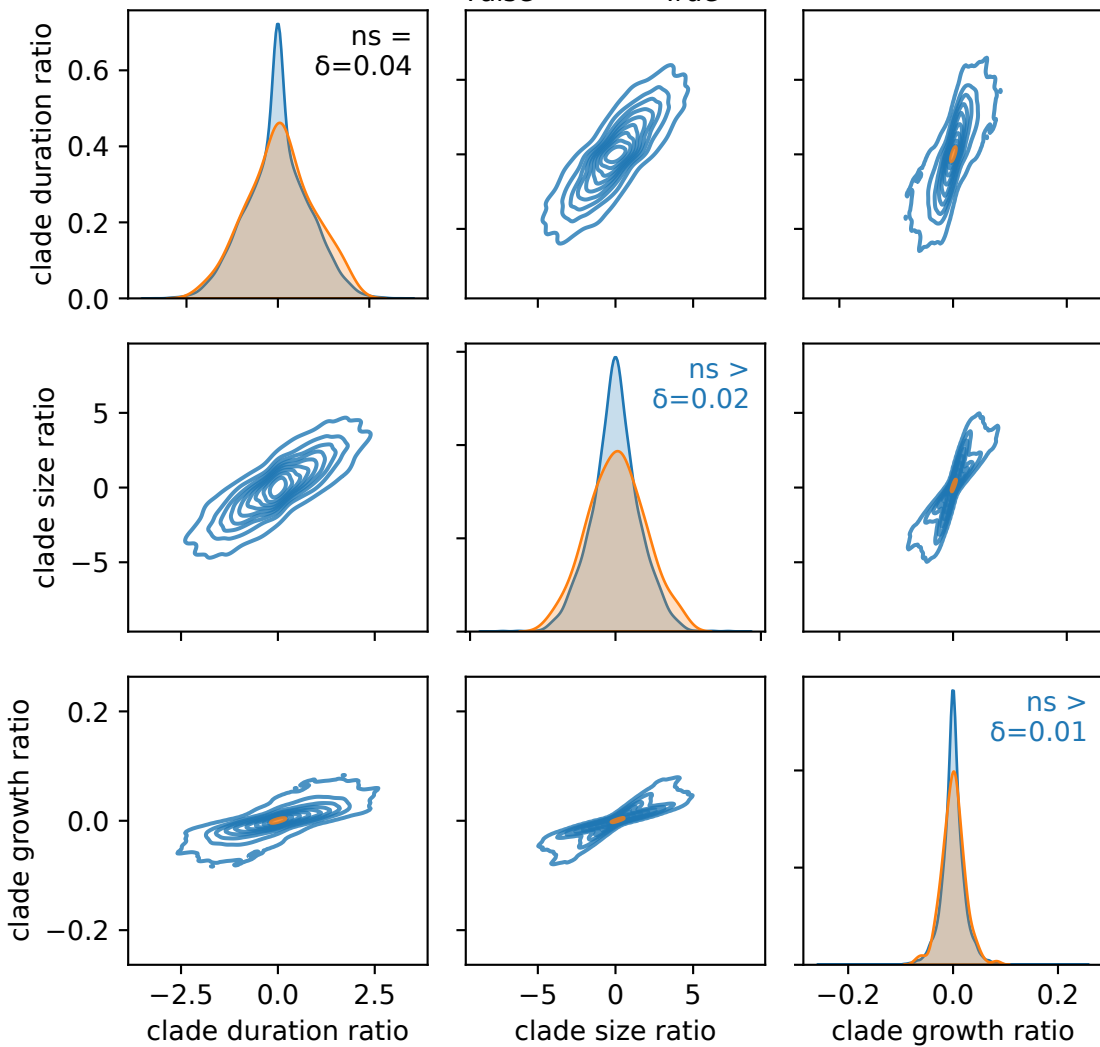 clade duration ratio
0.6
0.4
0.2
0.0
ns =
δ=0.04
clade size ratio
5
0
−5
ns >
δ=0.02
clade growth ratio
0.2
0.0
−0.2
ns >
δ=0.01
−2.5 0.0 2.5
−5 0 5
−0.2 0.0 0.2
clade duration ratio
clade size ratio
clade growth ratio